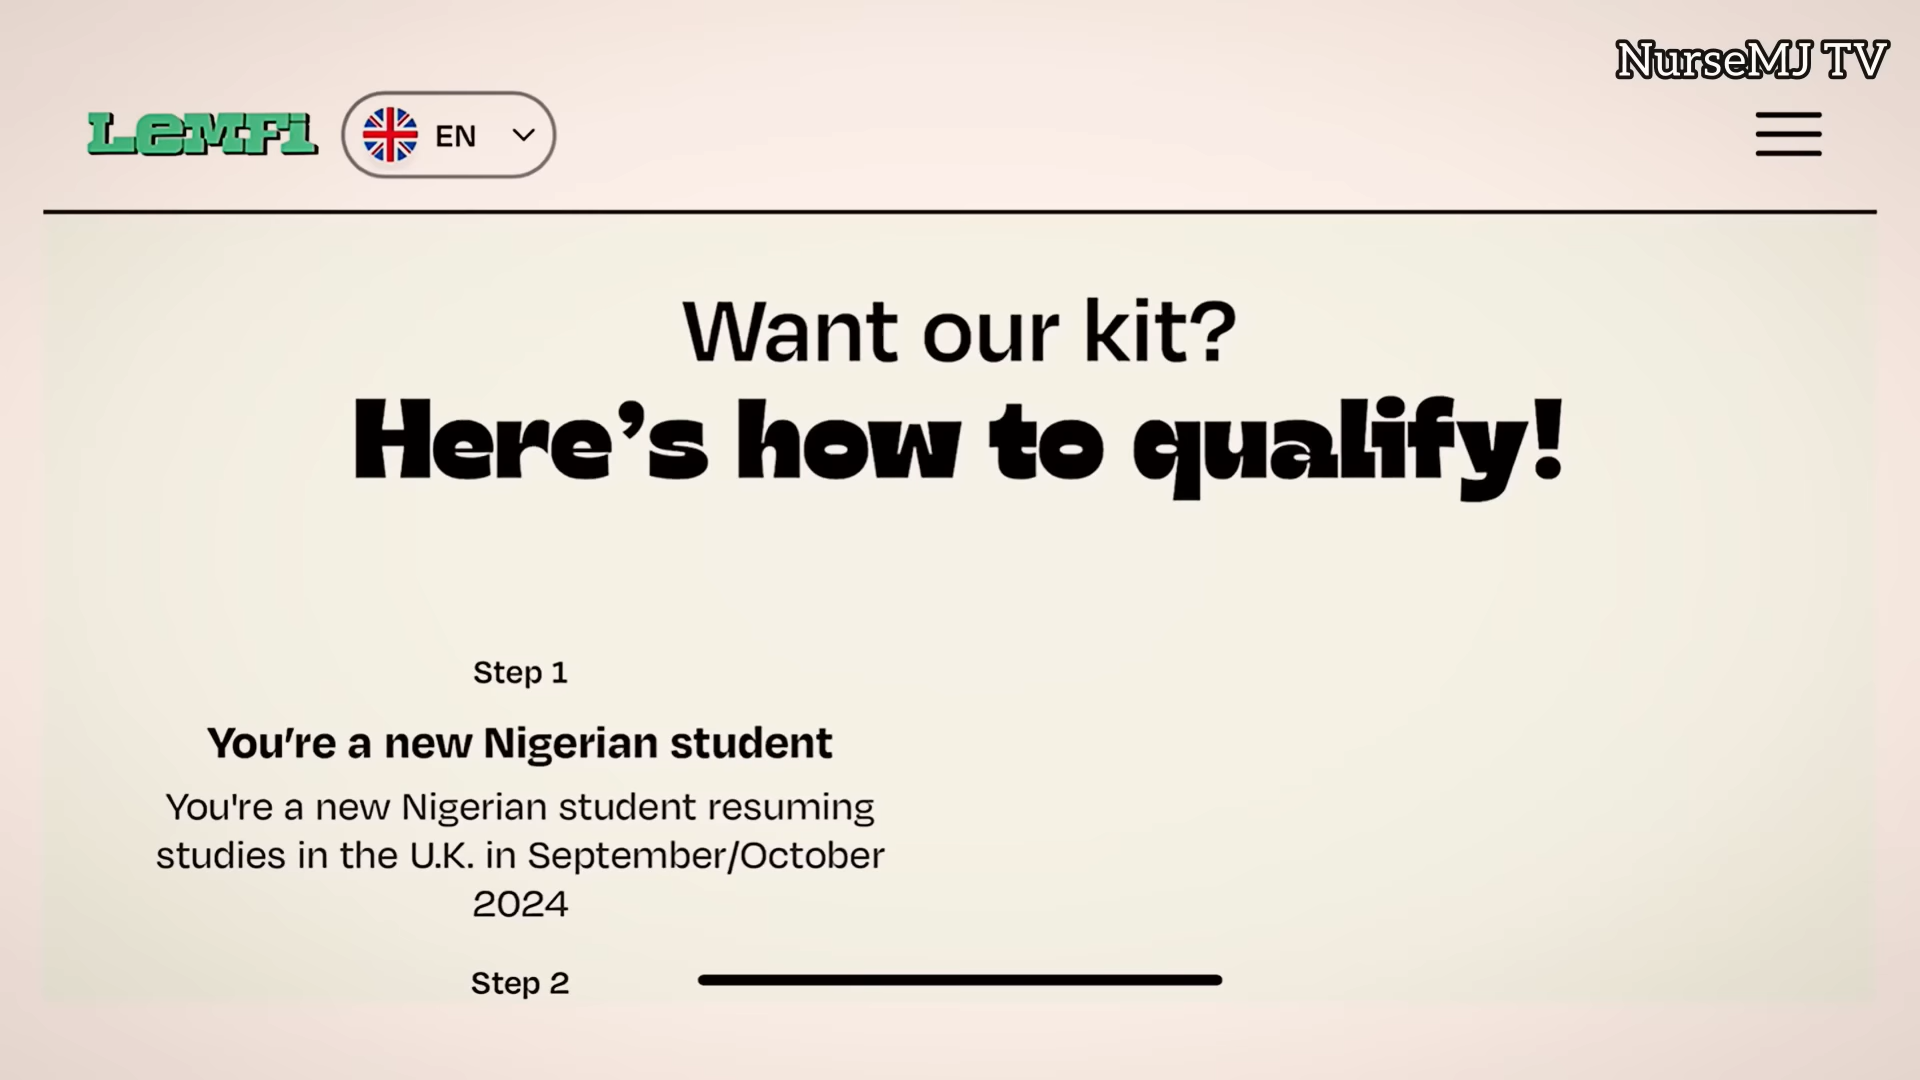 NurseMJ TV
LeMFi
EN
Want our kit?
Here’s how to qualify!
Step 1
You’re a new Nigerian student
You're a new Nigerian student resuming
studies in the U.K. in September/October
2024
Step 2